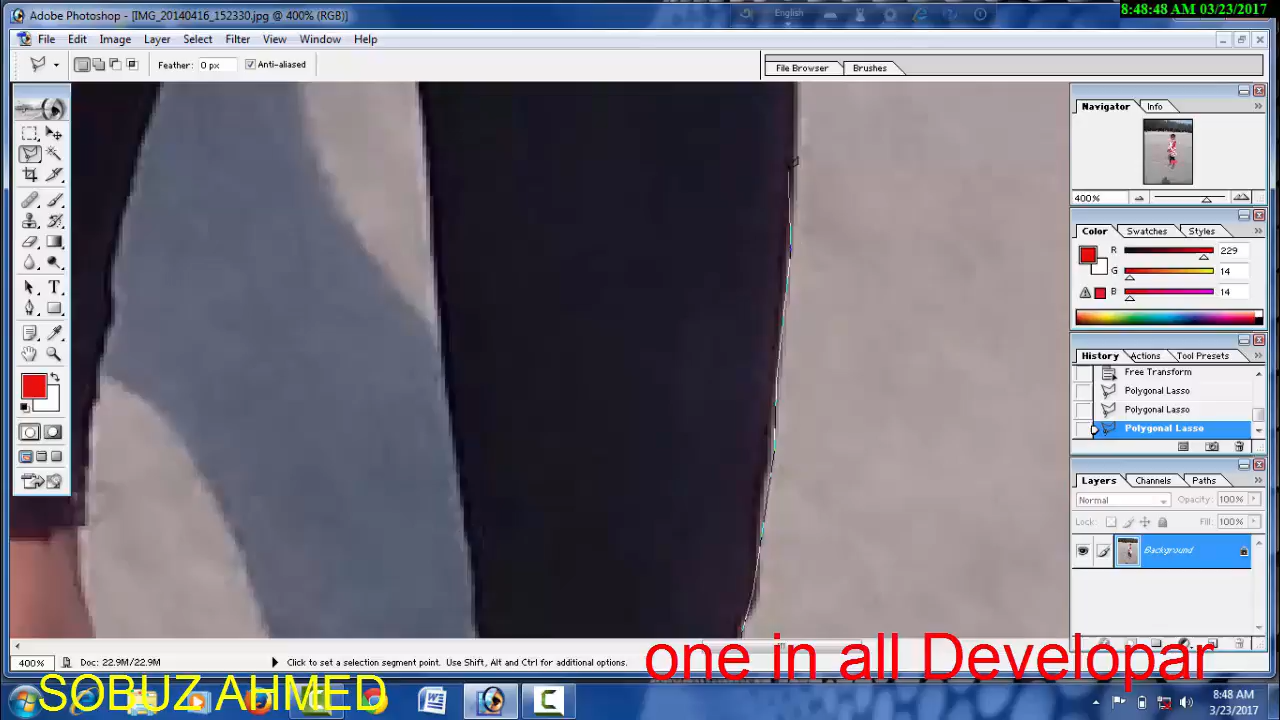 Adobe Photoshop - [IMG_20140416_152330.jpg @ 400% (RGB)]
English
8:48:48 AM 03/23/2017
File Edit Image Layer Select Filter View Window Help
Feather: 0 px Anti-aliased
File Browser Brushes
Navigator Info
400%
Color Swatches Styles
R 229
G 14
B 14
History Actions Tool Presets
Free Transform
Polygonal Lasso
Polygonal Lasso
Polygonal Lasso
Layers Channels Paths
Normal Opacity: 100%
Lock: Fill: 100%
Background
400% Doc: 22.9M/22.9M Click to set a selection segment point. Use Shift, Alt and Ctrl for additional options.
one in all Developar
SOBUZ AHMED
8:48 AM
3/23/2017